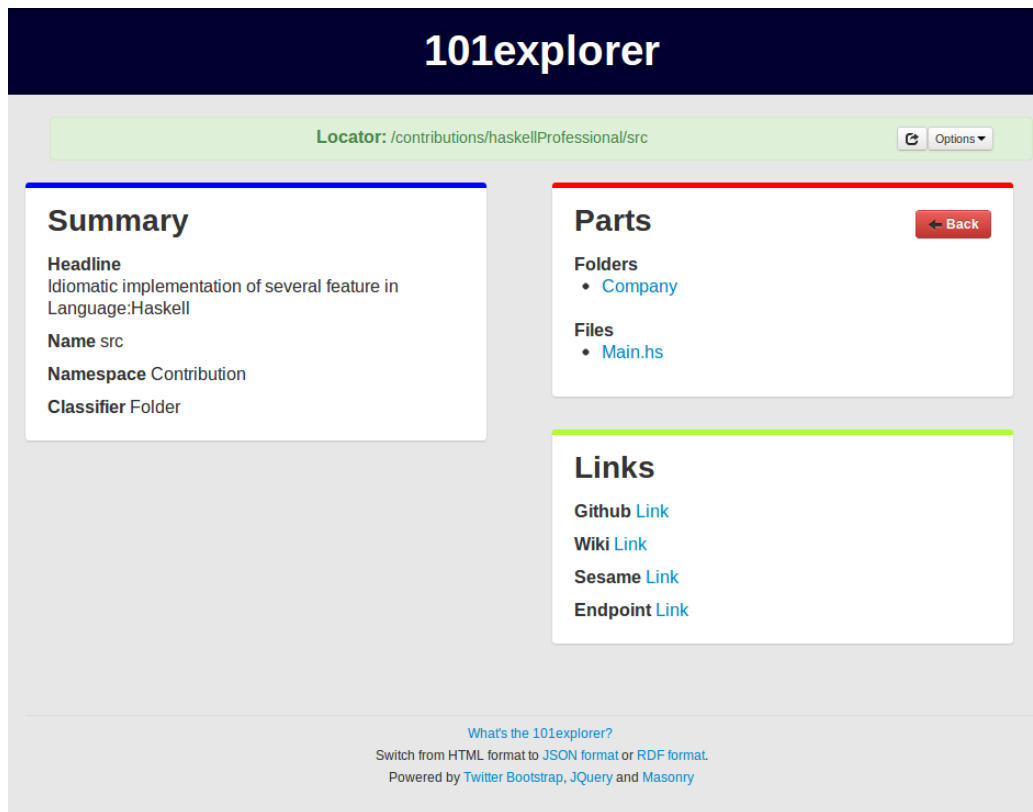 101explorer
Locator: /contributions/haskellProfessional/src
Options
Summary
Headline
Idiomatic implementation of several feature in
Language:Haskell
Name src
Namespace Contribution
Classifier Folder
Parts
Back
Folders
Company
Files
Main.hs
Links
Github Link
Wiki Link
Sesame Link
Endpoint Link
What's the 101explorer?
Switch from HTML format to JSON format or RDF format.
Powered by Twitter Bootstrap, JQuery and Masonry